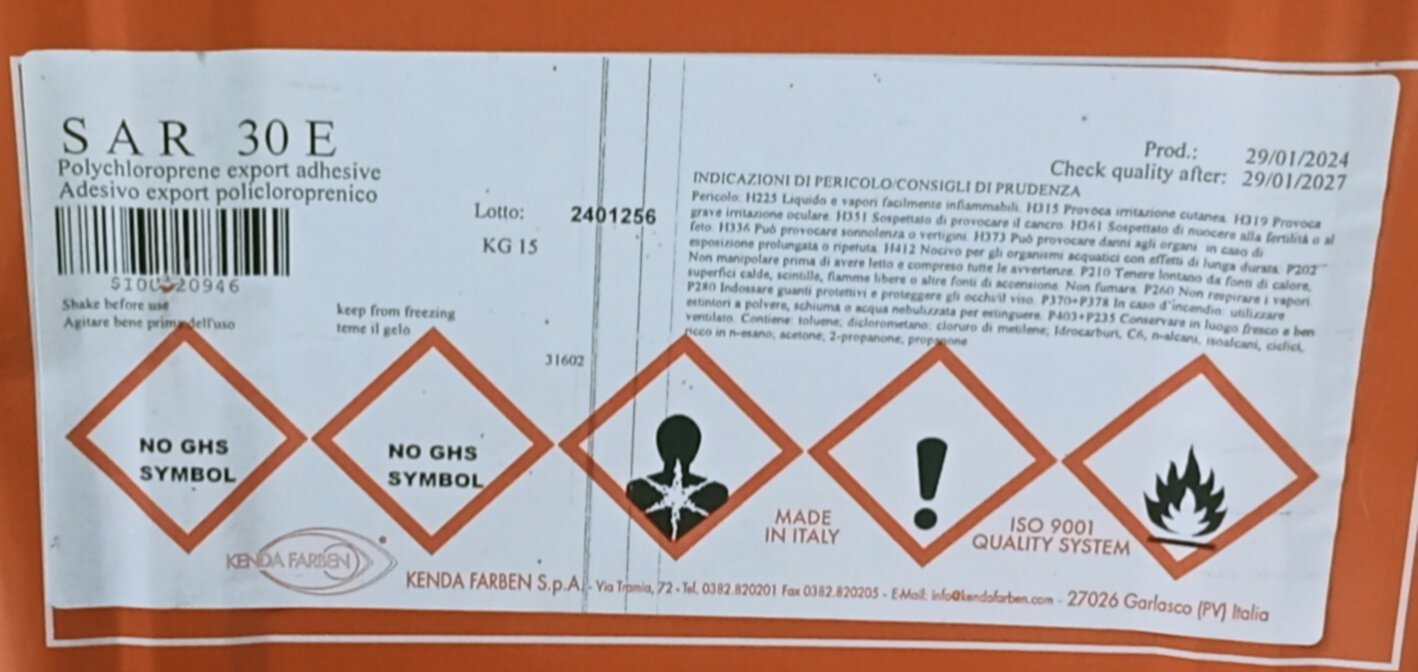 SAR 30 E
Polychloroprene export adhesive
Adesivo export policloroprenico
20946
Shake before use
Agitare bene prima dell'uso
keep from freezing
teme il gelo
Lotto: 2401256
KG 15
31602
Prod.: 29/01/2024
Check quality after: 29/01/2027
INDICAZIONI DI PERICOLO/CONSIGLI DI PRUDENZA
Pericolo: H225 Liquido e vapori facilmente infiammabili. H315 Provoca irritazione cutanea. H319 Provoca
grave irritazione oculare. H351 Sospettato di provocare il cancro. H361 Sospettato di nuocere alla fertilità o al
feto. H336 Può provocare sonnolenza o vertigini. H373 Può provocare danni agli organi in caso di
esposizione prolungata o ripetuta. H412 Nocivo per gli organismi acquatici con effetti di lunga durata. P202
Non manipolare prima di avere letto e compreso tutte le avvertenze. P210 Tenere lontano da fonti di calore,
superfici calde, scintille, fiamme libere o altre fonti di accensione. Non fumare. P260 Non respirare i vapori.
P280 Indossare guanti protettivi e proteggere gli occhi/il viso. P370+P378 In caso d'incendio: utilizzare
estintori a polvere, schiuma o acqua nebulizzata per estinguere. P403+P235 Conservare in luogo fresco e ben
ventilato. Contiene: toluene, diclorometano; cloruro di metilene; Idrocarburi, C6, n-alcani, isoalcani, ciclici,
ricco in n-esano; acetone; 2-propanone; propanone
NO GHS
SYMBOL
NO GHS
SYMBOL
MADE
IN ITALY
ISO 9001
QUALITY SYSTEM
KENDA FARBEN
KENDA FARBEN S.p.A. - Via Tramia, 72 - Tel. 0382.820201 Fax 0382.820205 - E-Mail: Info@kendafarben.com - 27026 Garlasco (PV) Italia